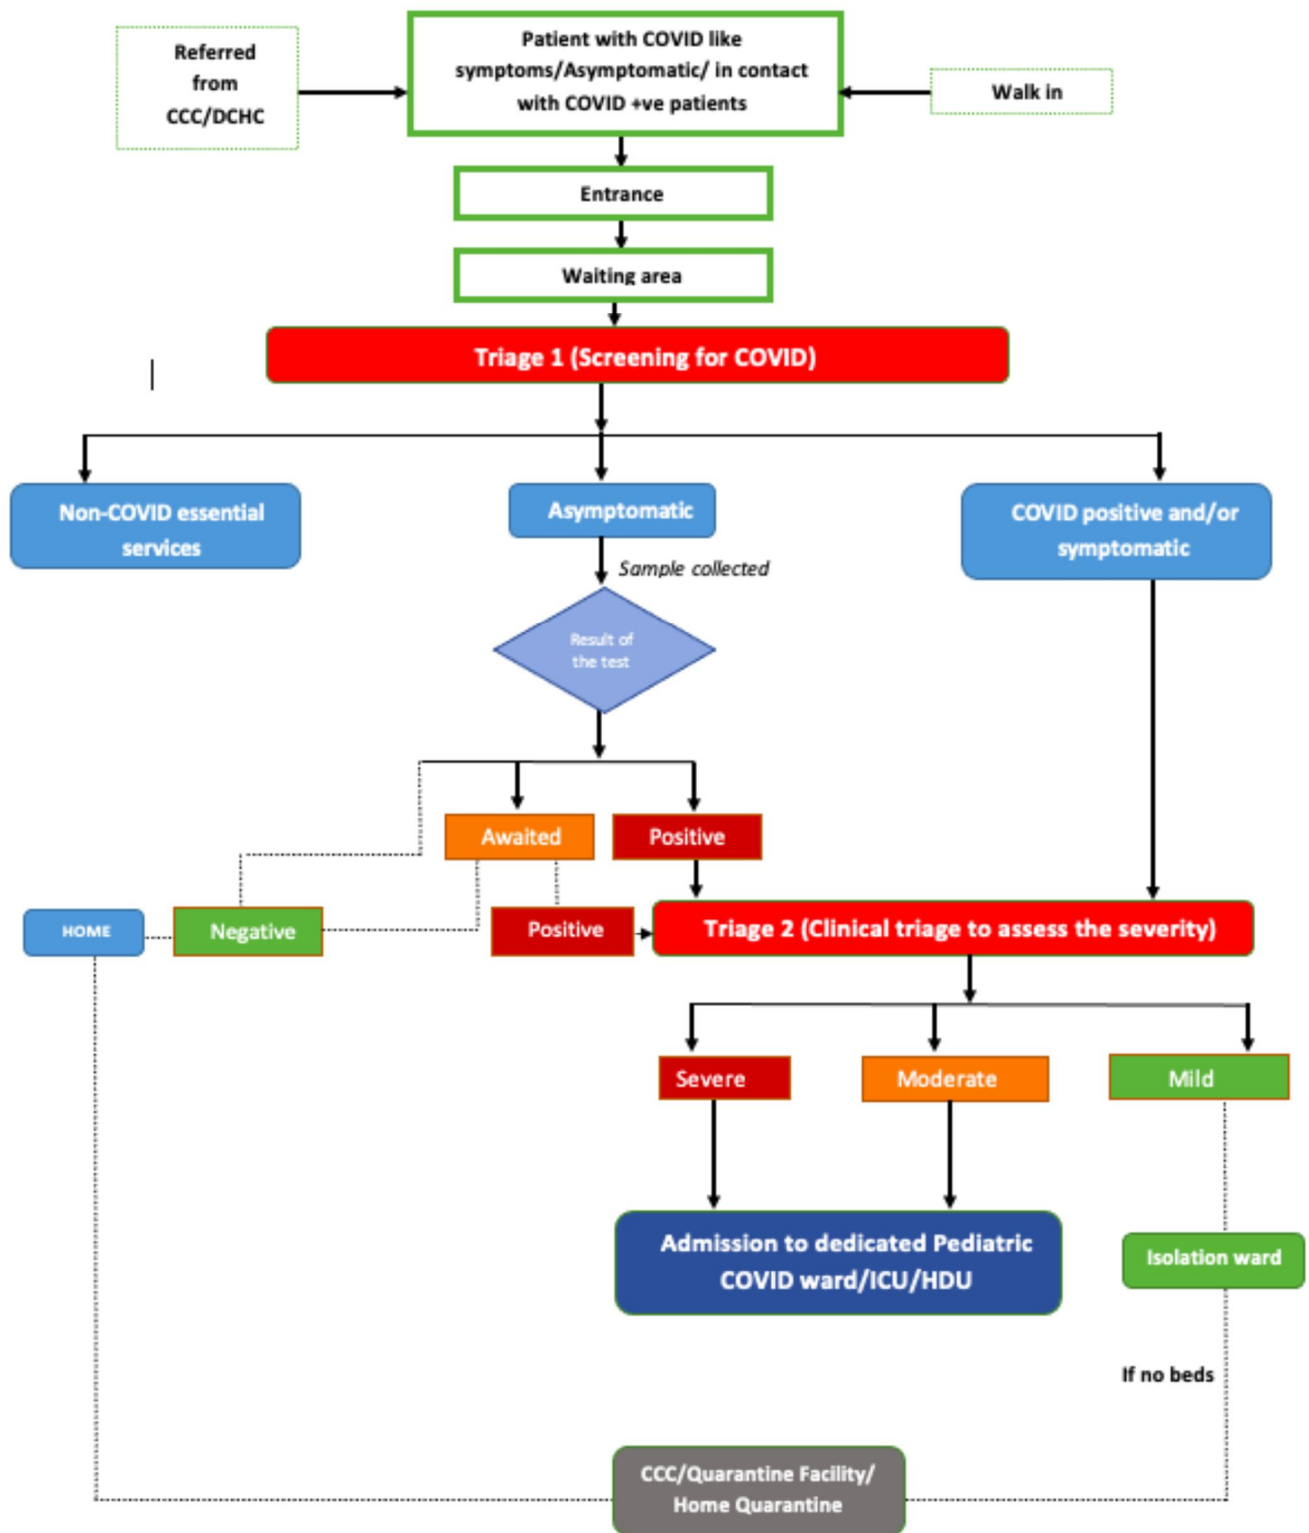 Referred
from
CCC/DCHC
Patient with COVID like
symptoms/Asymptomatic/ in contact
with COVID +ve patients
Walk in
Entrance
Waiting area
Triage 1 (Screening for COVID)
Non-COVID essential
services
Asymptomatic
COVID positive and/or
symptomatic
Sample collected
Result of
the test
Awaited
Positive
HOME
Negative
Positive
Triage 2 (Clinical triage to assess the severity)
Severe
Moderate
Mild
Admission to dedicated Pediatric
COVID ward/ICU/HDU
Isolation ward
If no beds
CCC/Quarantine Facility/
Home Quarantine